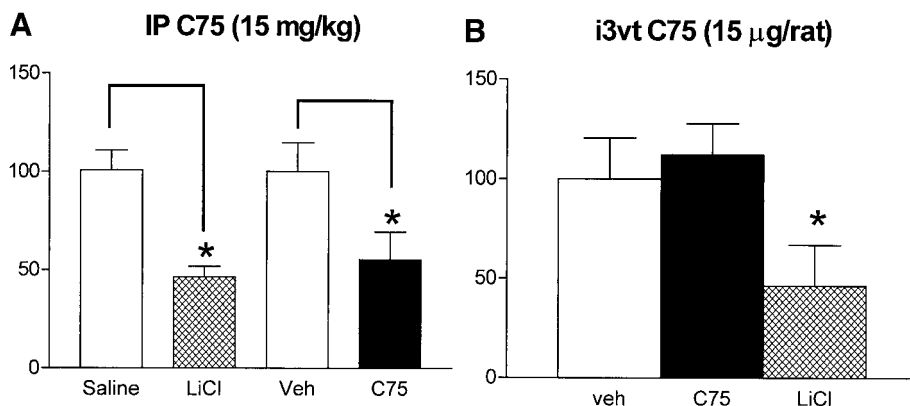 A
IP C75 (15 mg/kg)
150
100
50
0
*
*
Saline LiCl Veh C75
B
i3vt C75 (15 μg/rat)
150
100
50
0
*
veh C75 LiCl